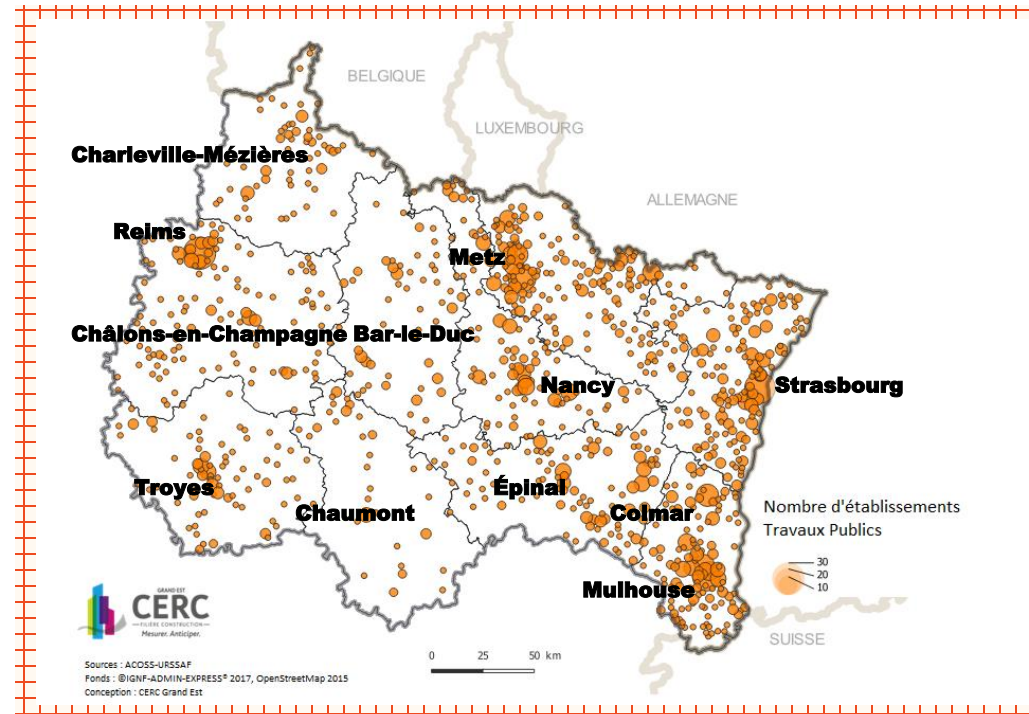 BELGIQUE
LUXEMBOURG
Charleville-Mézières
ALLEMAGNE
Reims
Metz
Châlons-en-Champagne Bar-le-Duc
Nancy
Strasbourg
Troyes
Épinal
Chaumont
Colmar
Nombre d'établissements
Travaux Publics
30
20
10
Mulhouse
GRAND EST
CERC
FILIÈRE CONSTRUCTION
Mesurer. Anticiper.
SUISSE
0 25 50 km
Sources : ACOSS-URSSAF
Fonds : ©IGNF-ADMIN-EXPRESS® 2017, OpenStreetMap 2015
Conception : CERC Grand Est